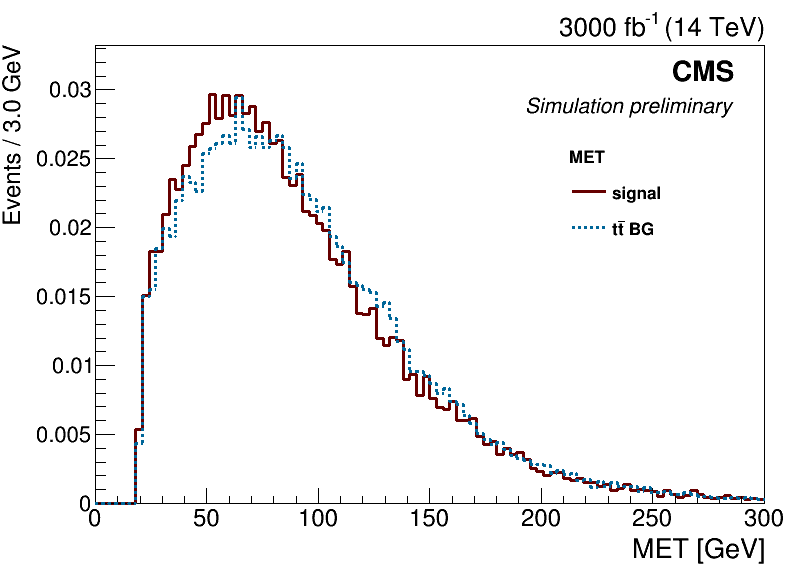 3000 fb⁻¹ (14 TeV)
CMS
Simulation preliminary
MET
signal
tt̄ BG
Events / 3.0 GeV
0.03
0.025
0.02
0.015
0.01
0.005
0
0 50 100 150 200 250 300
MET [GeV]